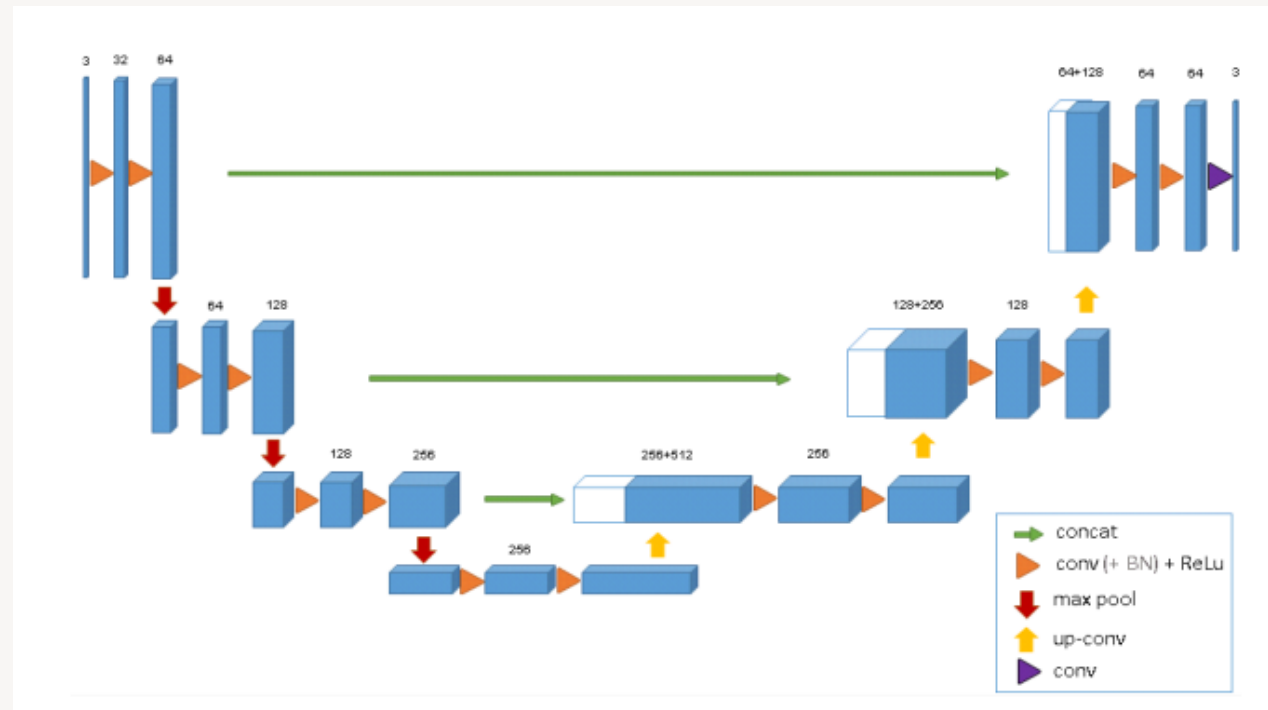 3 32 64
64+128 64 64 3
64 128
128+256 128
128 256
256+512 256
256
concat
conv (+ BN) + ReLu
max pool
up-conv
conv